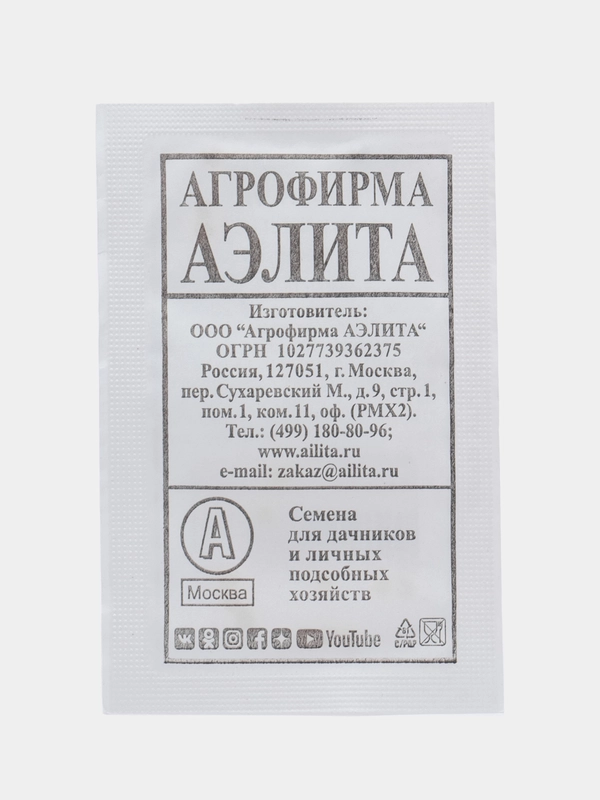 АГРОФИРМА
АЭЛИТА
Изготовитель:
ООО “Агрофирма АЭЛИТА“
ОГРН 1027739362375
Россия, 127051, г. Москва,
пер. Сухаревский М., д. 9, стр. 1,
пом. 1, ком. 11, оф. (РМХ2).
Тел.: (499) 180-80-96;
www.ailita.ru
e-mail: zakaz@ailita.ru
А
Москва
Семена
для дачников
и личных
подсобных
хозяйств
YouTube
C/PAP